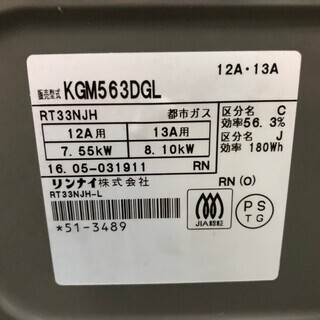 12A・13A
販売形式 KGM563DGL
RT33NJH 都市ガス
12A用 13A用
7.55kW 8.10kW
16.05-031911 RN
区分名 C
効率56.3%
区分名 J
効率 180Wh
リンナイ株式会社
RT33NJH-L
RN (O)
*51-3489
JIA認証
PS
TG